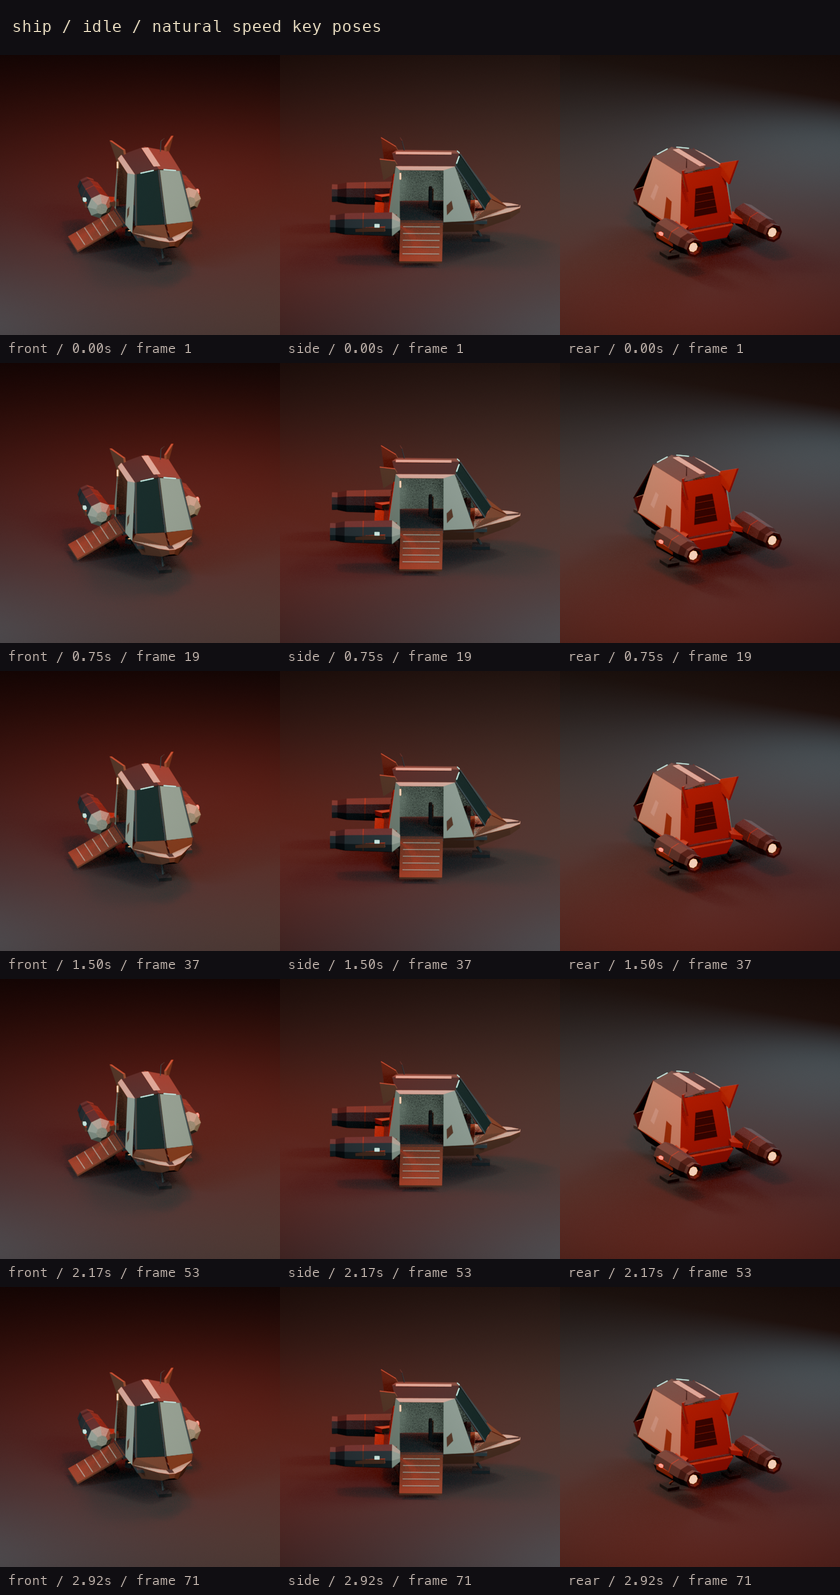 ship / idle / natural speed key poses
front / 0.00s / frame 1
side / 0.00s / frame 1
rear / 0.00s / frame 1
front / 0.75s / frame 19
side / 0.75s / frame 19
rear / 0.75s / frame 19
front / 1.50s / frame 37
side / 1.50s / frame 37
rear / 1.50s / frame 37
front / 2.17s / frame 53
side / 2.17s / frame 53
rear / 2.17s / frame 53
front / 2.92s / frame 71
side / 2.92s / frame 71
rear / 2.92s / frame 71